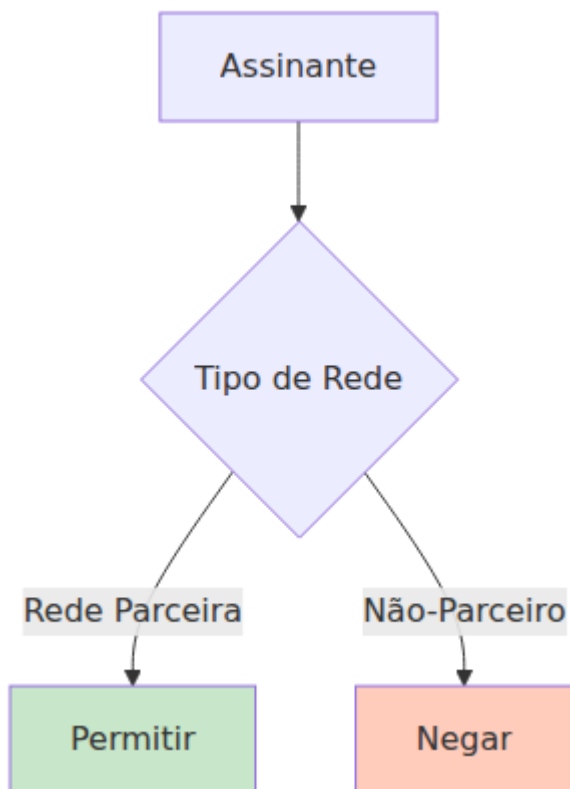 Assinante
Tipo de Rede
Rede Parceira
Não-Parceiro
Permitir
Negar